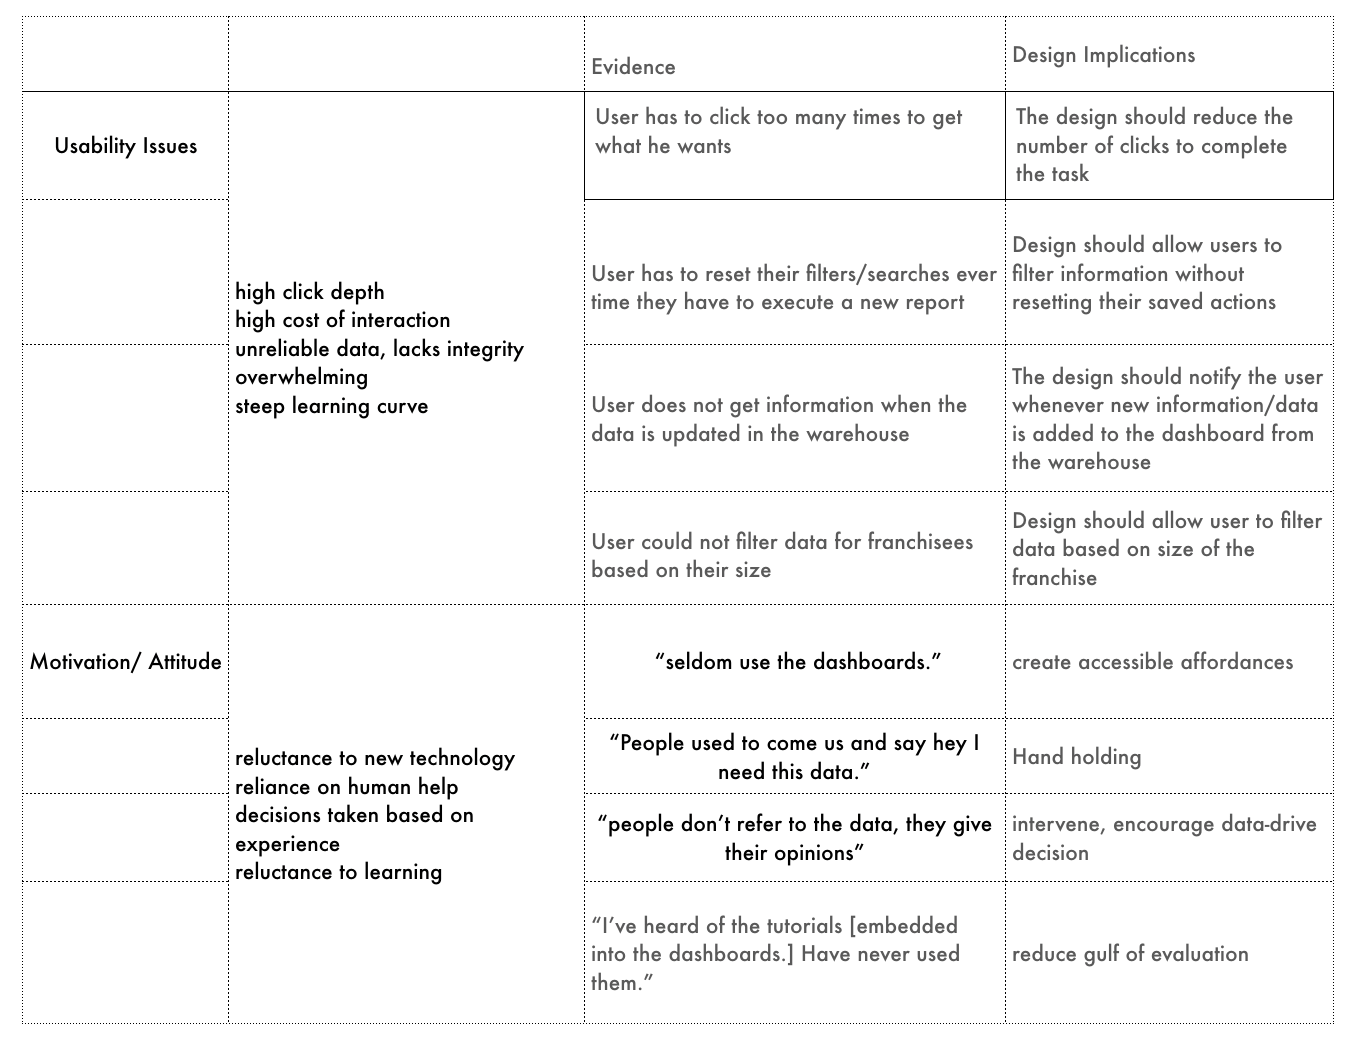 Evidence
Design Implications
Usability Issues
high click depth
high cost of interaction
unreliable data, lacks integrity
overwhelming
steep learning curve
User has to click too many times to get
what he wants
The design should reduce the
number of clicks to complete
the task
User has to reset their filters/searches ever
time they have to execute a new report
Design should allow users to
filter information without
resetting their saved actions
User does not get information when the
data is updated in the warehouse
The design should notify the user
whenever new information/data
is added to the dashboard from
the warehouse
User could not filter data for franchisees
based on their size
Design should allow user to filter
data based on size of the
franchise
Motivation/ Attitude
reluctance to new technology
reliance on human help
decisions taken based on
experience
reluctance to learning
“seldom use the dashboards.”
create accessible affordances
“People used to come us and say hey I
need this data.”
Hand holding
“people don’t refer to the data, they give
their opinions”
intervene, encourage data-drive
decision
“I’ve heard of the tutorials [embedded
into the dashboards.] Have never used
them.”
reduce gulf of evaluation